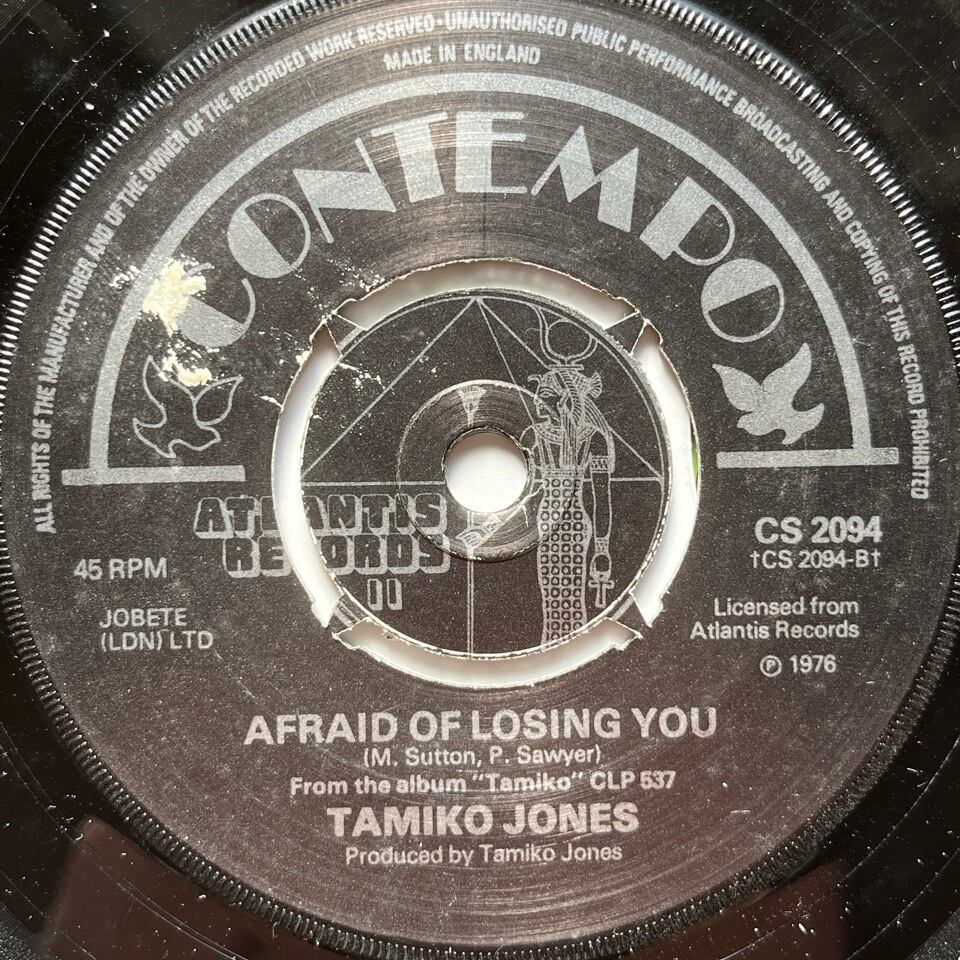 ALL RIGHTS OF THE MANUFACTURER AND OF THE OWNER OF THE RECORDED WORK RESERVED · UNAUTHORISED PUBLIC PERFORMANCE BROADCASTING AND COPYING OF THIS RECORD PROHIBITED
MADE IN ENGLAND
CONTEMPO
ATLANTIS
RECORDS
II
45 RPM
JOBETE
(LDN) LTD
CS 2094
†CS 2094-B†
Licensed from
Atlantis Records
℗ 1976
AFRAID OF LOSING YOU
(M. Sutton, P. Sawyer)
From the album "Tamiko" CLP 537
TAMIKO JONES
Produced by Tamiko Jones